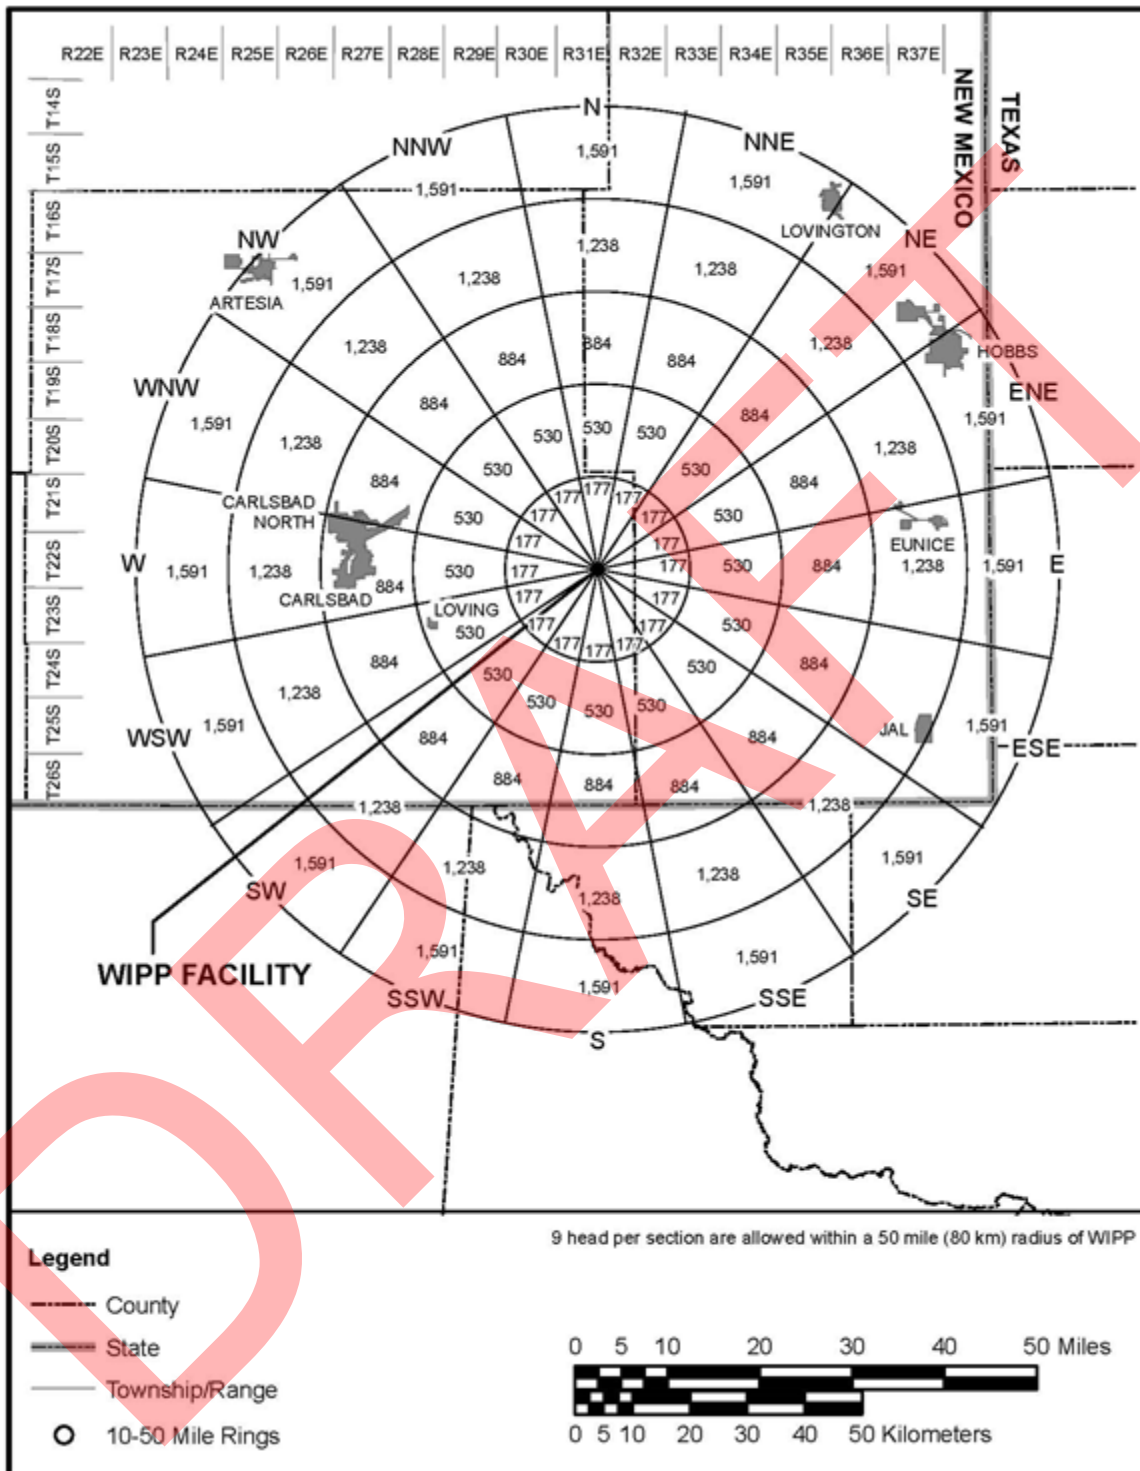 R22E R23E R24E R25E R26E R27E R28E R29E R30E R31E R32E R33E R34E R35E R36E R37E
T14S
T15S
T16S
T17S
T18S
T19S
T20S
T21S
T22S
T23S
T24S
T25S
T26S
NEW MEXICO
TEXAS
N
NNW
NNE
1,591
1,591
1,591
LOVINGTON
NW
NE
1,238
1,591
1,238
1,238
1,591
ARTESIA
1,238
884
884
884
1,238
HOBBS
WNW
ENE
884
884
1,591
1,238
530
530
530
1,238
1,591
884
530
530
884
CARLSBAD
NORTH
177
177
177
530
177
177
530
EUNICE
W
1,591
1,238
530
177
177
177
177
530
884
1,238
1,591
E
884
CARLSBAD
LOVING
177
177
530
177
177
530
177
177
177
884
530
530
884
1,238
530
530
530
530
1,591
WSW
884
884
JAL
1,591
ESE
884
884
884
1,238
1,238
1,591
1,238
1,238
1,238
1,591
SW
SE
WIPP FACILITY
1,591
1,591
1,591
SSW
SSE
S
9 head per section are allowed within a 50 mile (80 km) radius of WIPP
Legend
County
State
Township/Range
10-50 Mile Rings
0 5 10 20 30 40 50 Miles
0 5 10 20 30 40 50 Kilometers
DRAFT